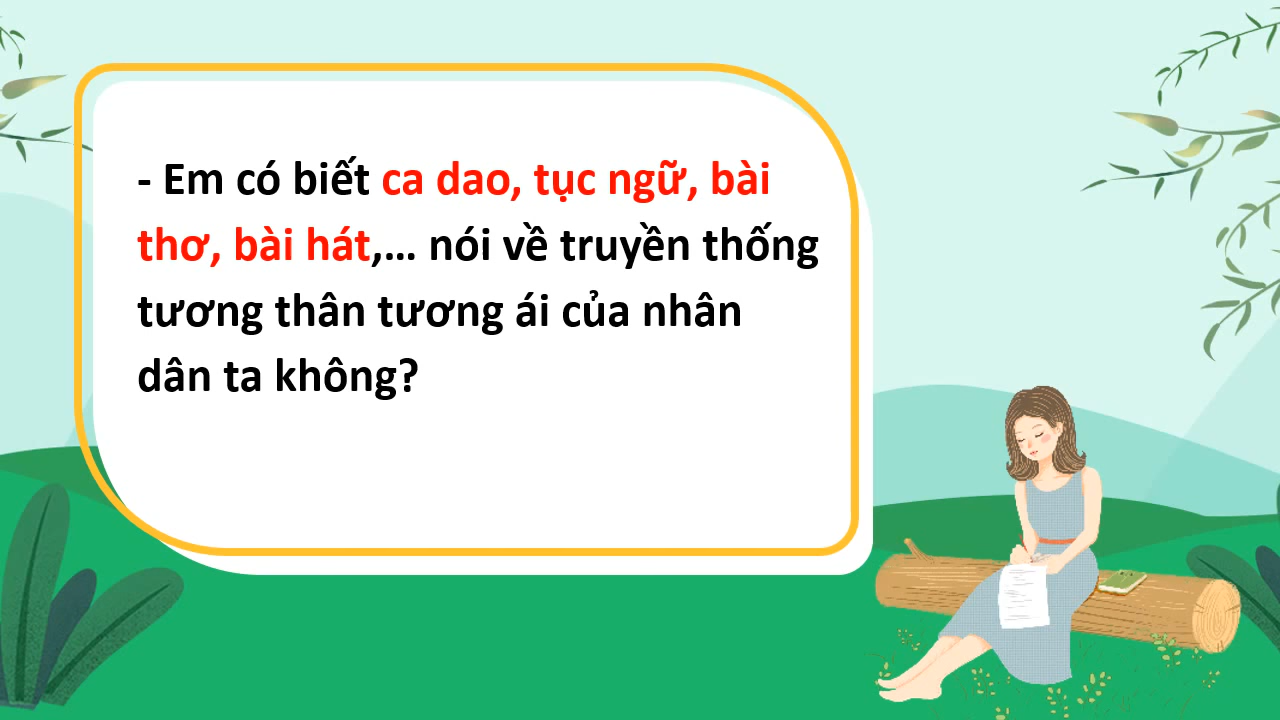 - Em có biết ca dao, tục ngữ, bài
thơ, bài hát,... nói về truyền thống
tương thân tương ái của nhân
dân ta không?